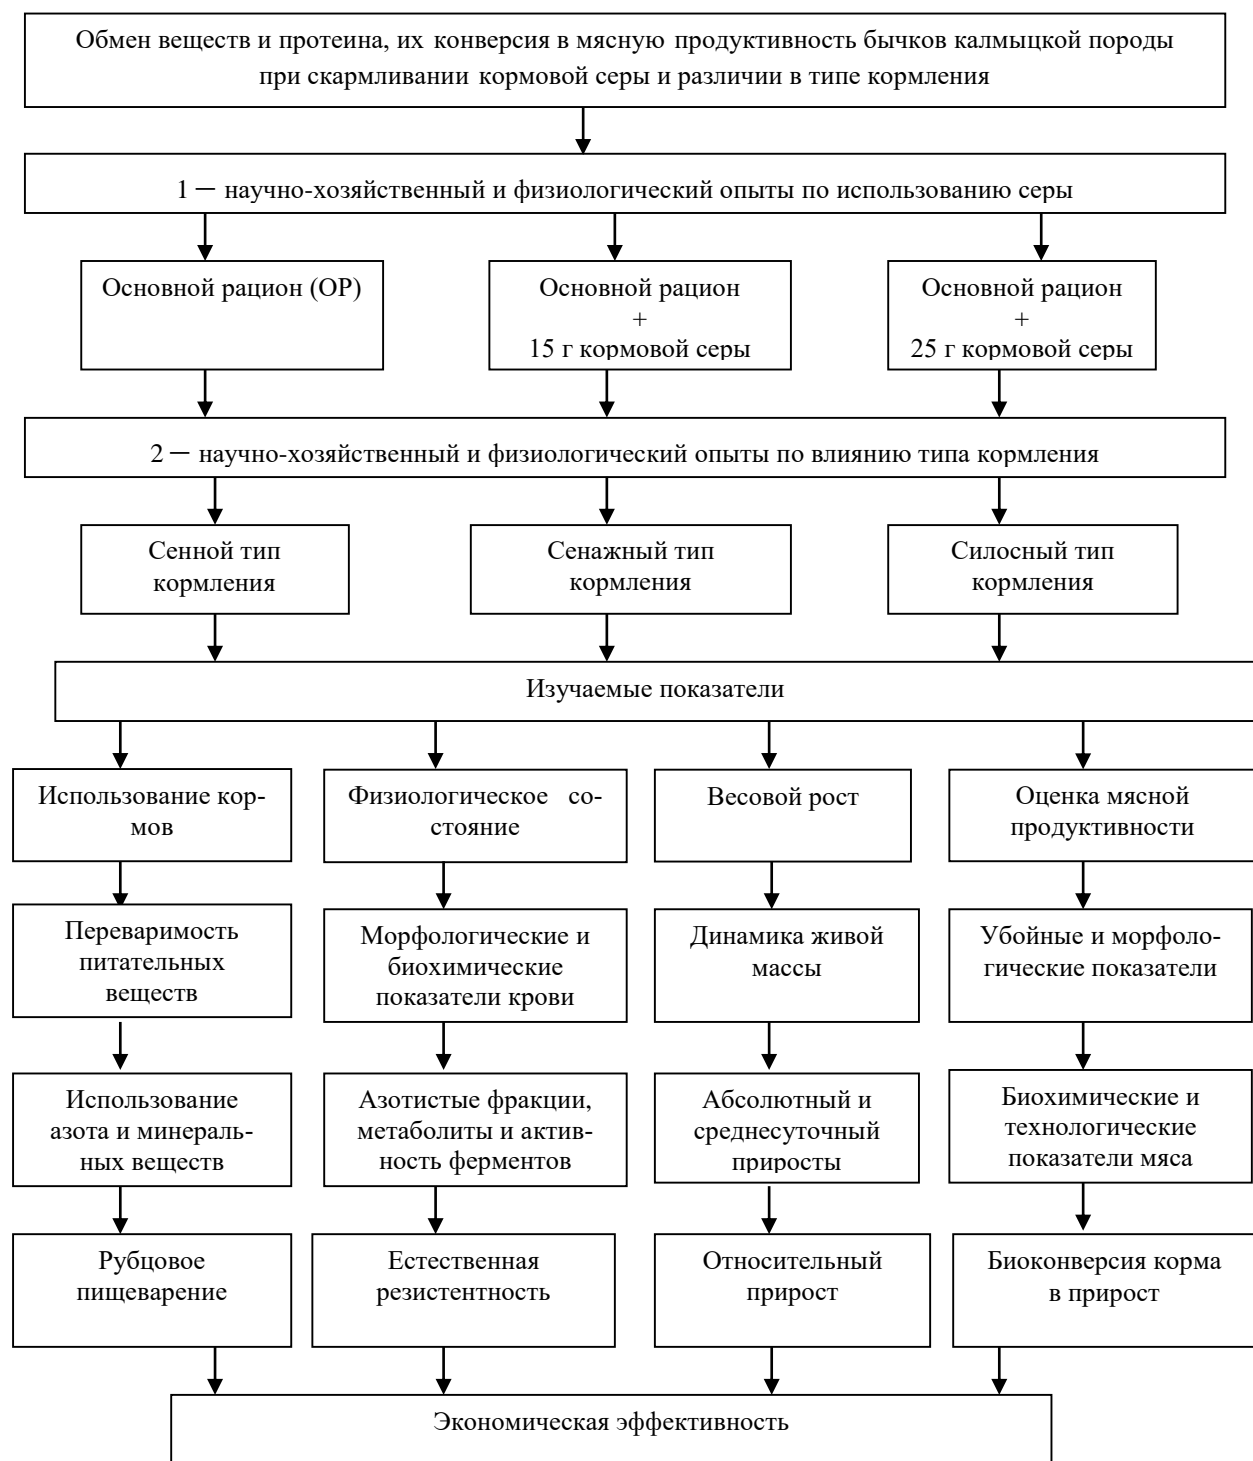 Обмен веществ и протеина, их конверсия в мясную продуктивность бычков калмыцкой породы
при скармливании кормовой серы и различии в типе кормления
1 — научно-хозяйственный и физиологический опыты по использованию серы
Основной рацион (ОР)
Основной рацион
+
15 г кормовой серы
Основной рацион
+
25 г кормовой серы
2 — научно-хозяйственный и физиологический опыты по влиянию типа кормления
Сенной тип
кормления
Сенажный тип
кормления
Силосный тип
кормления
Изучаемые показатели
Использование кор-
мов
Физиологическое со-
стояние
Весовой рост
Оценка мясной
продуктивности
Переваримость
питательных
веществ
Морфологические и
биохимические
показатели крови
Динамика живой
массы
Убойные и морфоло-
гические показатели
Использование
азота и минераль-
ных веществ
Азотистые фракции,
метаболиты и актив-
ность ферментов
Абсолютный и
среднесуточный
приросты
Биохимические и
технологические
показатели мяса
Рубцовое
пищеварение
Естественная
резистентность
Относительный
прирост
Биоконверсия корма
в прирост
Экономическая эффективность